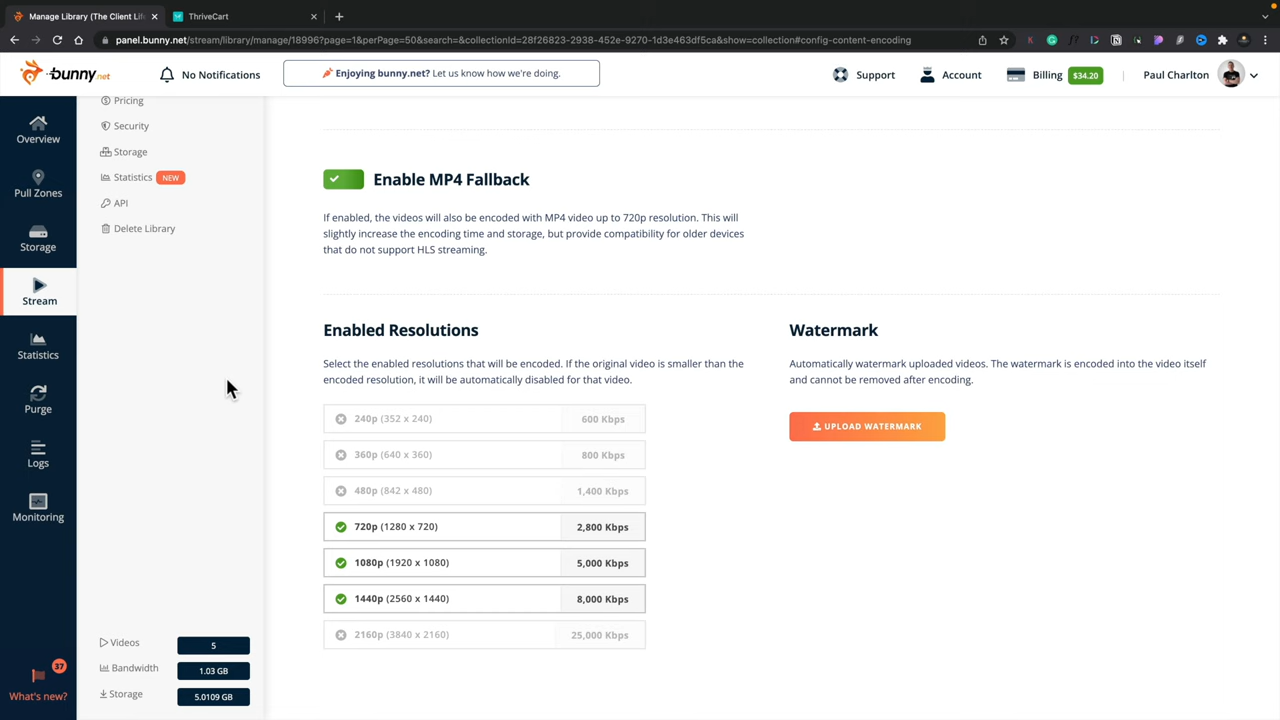 Manage Library (The Client Lif
ThriveCart
panel.bunny.net/stream/library/manage/18996?page=1&perPage=50&search=&collectionId=28f26823-2938-452e-9270-1d3e463df5ca&show=collection#config-content-encoding
bunny.net
No Notifications
Enjoying bunny.net? Let us know how we're doing.
Support
Account
Billing
$34.20
Paul Charlton
Overview
Pull Zones
Storage
Stream
Statistics
Purge
Logs
Monitoring
37
What's new?
Pricing
Security
Storage
Statistics NEW
API
Delete Library
Videos 5
Bandwidth 1.03 GB
Storage 5.0109 GB
Enable MP4 Fallback
If enabled, the videos will also be encoded with MP4 video up to 720p resolution. This will
slightly increase the encoding time and storage, but provide compatibility for older devices
that do not support HLS streaming.
Enabled Resolutions
Select the enabled resolutions that will be encoded. If the original video is smaller than the
encoded resolution, it will be automatically disabled for that video.
240p (352 x 240) 600 Kbps
360p (640 x 360) 800 Kbps
480p (842 x 480) 1,400 Kbps
720p (1280 x 720) 2,800 Kbps
1080p (1920 x 1080) 5,000 Kbps
1440p (2560 x 1440) 8,000 Kbps
2160p (3840 x 2160) 25,000 Kbps
Watermark
Automatically watermark uploaded videos. The watermark is encoded into the video itself
and cannot be removed after encoding.
UPLOAD WATERMARK